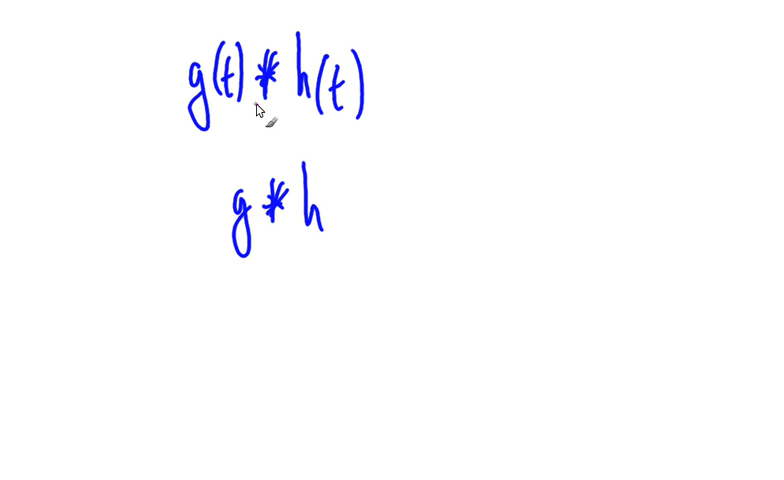 g(t) * h(t)
g * h